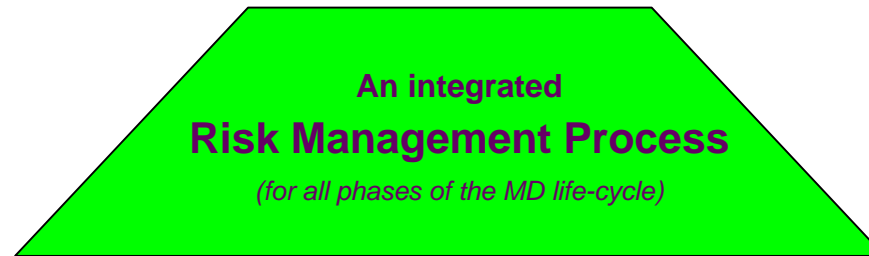 An integrated
Risk Management Process
(for all phases of the MD life-cycle)